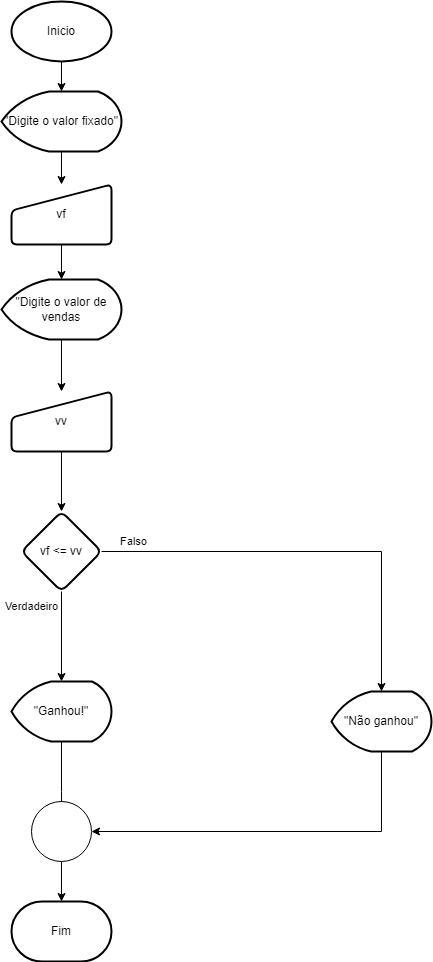 Inicio
"Digite o valor fixado"
vf
"Digite o valor de
vendas
vv
vf <= vv
Falso
Verdadeiro
"Ganhou!"
"Não ganhou"
Fim